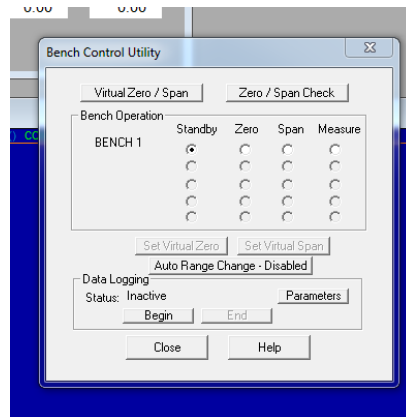 0.00 0.00
Bench Control Utility
Virtual Zero / Span Zero / Span Check
Bench Operation
Standby Zero Span Measure
BENCH 1
CC
Set Virtual Zero Set Virtual Span
Auto Range Change - Disabled
Data Logging
Status: Inactive Parameters
Begin End
Close Help